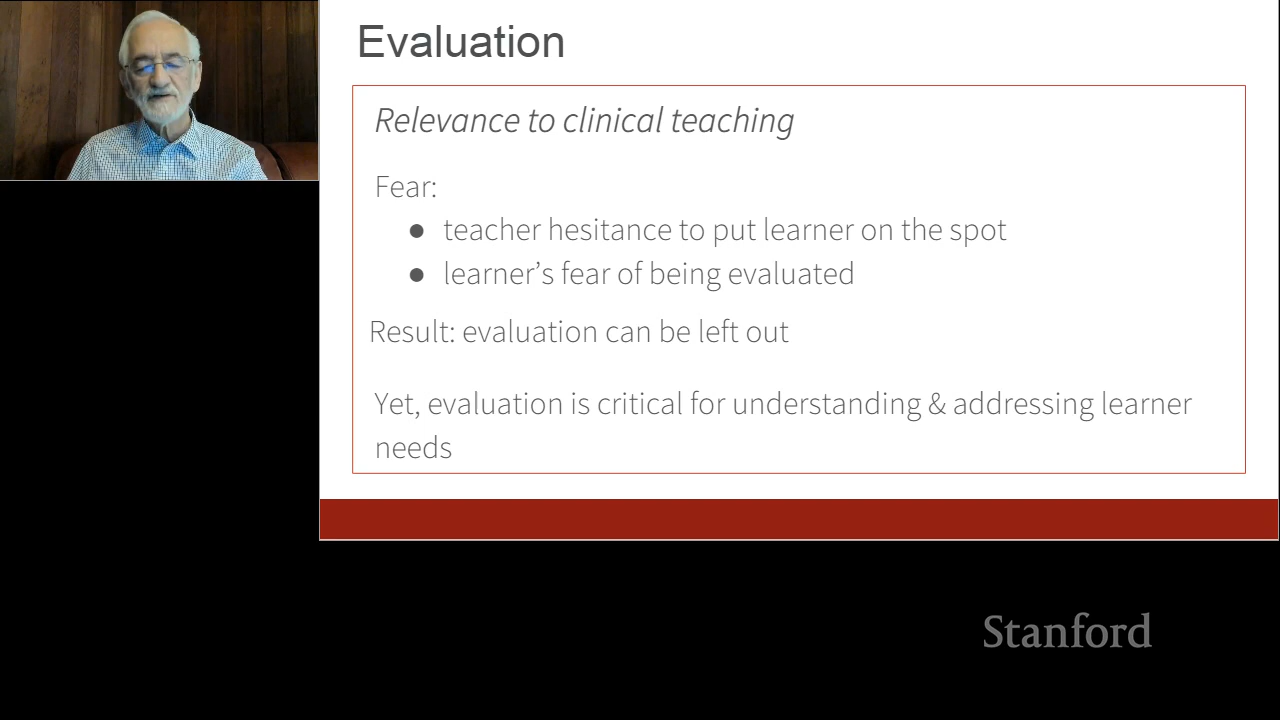 Evaluation
Relevance to clinical teaching
Fear:
● teacher hesitance to put learner on the spot
● learner’s fear of being evaluated
Result: evaluation can be left out
Yet, evaluation is critical for understanding & addressing learner
needs
Stanford